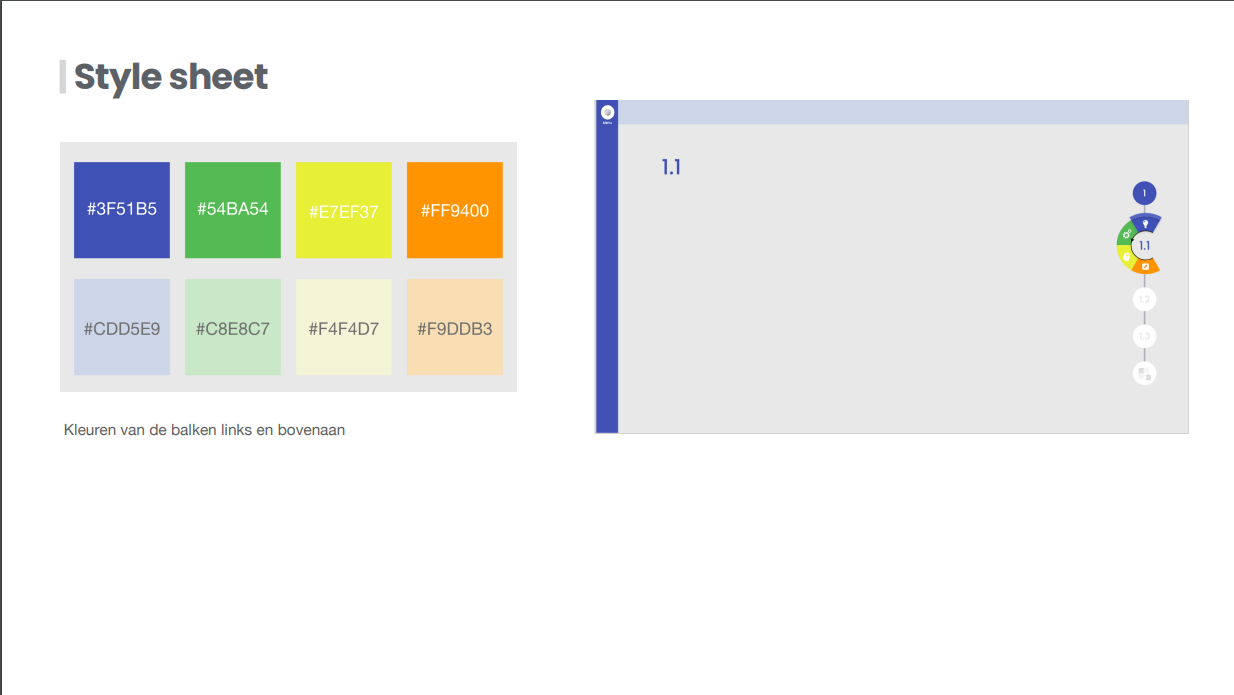 Style sheet
#3F51B5
#54BA54
#E7EF37
#FF9400
#CDD5E9
#C8E8C7
#F4F4D7
#F9DDB3
Kleuren van de balken links en bovenaan
Menu
1.1
1
1.1
1.2
1.3